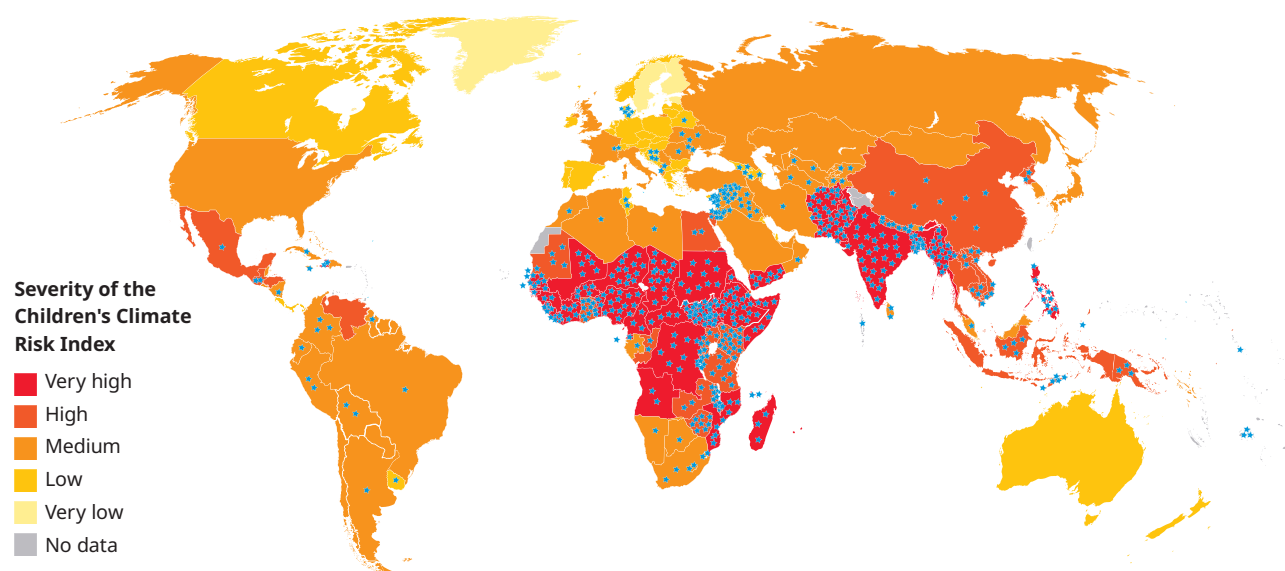 Severity of the
Children's Climate
Risk Index
Very high
High
Medium
Low
Very low
No data